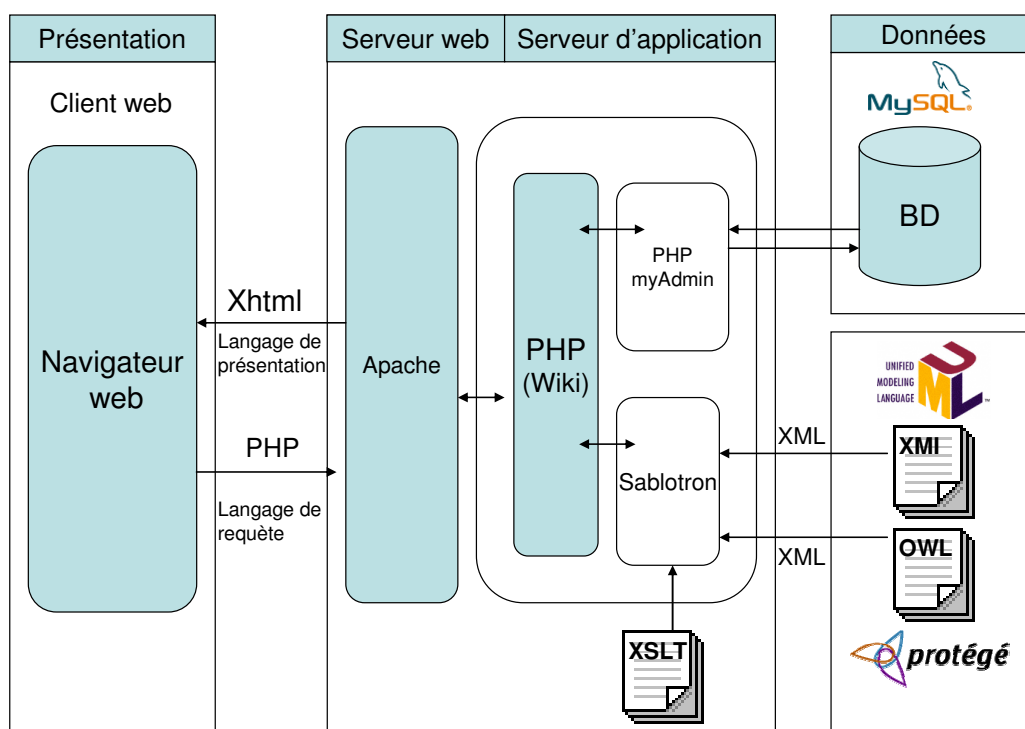 Présentation
Serveur web
Serveur d'application
Données
Client web
MySQL®
BD
PHP
myAdmin
Xhtml
Langage de
présentation
Navigateur
web
Apache
PHP
(Wiki)
UNIFIED
MODELING
LANGUAGE
UML™
PHP
Langage de
requète
Sablotron
XML
XMI
XML
OWL
XSLT
protégé